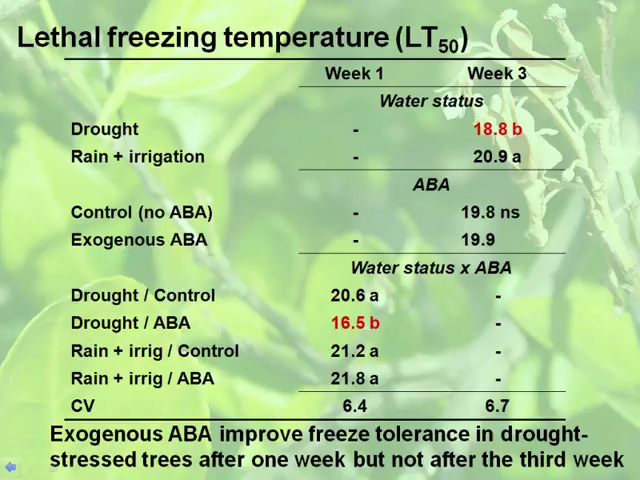 Lethal freezing temperature (LT50)
Week 1 Week 3
Water status
Drought - 18.8 b
Rain + irrigation - 20.9 a
ABA
Control (no ABA) - 19.8 ns
Exogenous ABA - 19.9
Water status x ABA
Drought / Control 20.6 a -
Drought / ABA 16.5 b -
Rain + irrig / Control 21.2 a -
Rain + irrig / ABA 21.8 a -
CV 6.4 6.7
Exogenous ABA improve freeze tolerance in drought-
stressed trees after one week but not after the third week